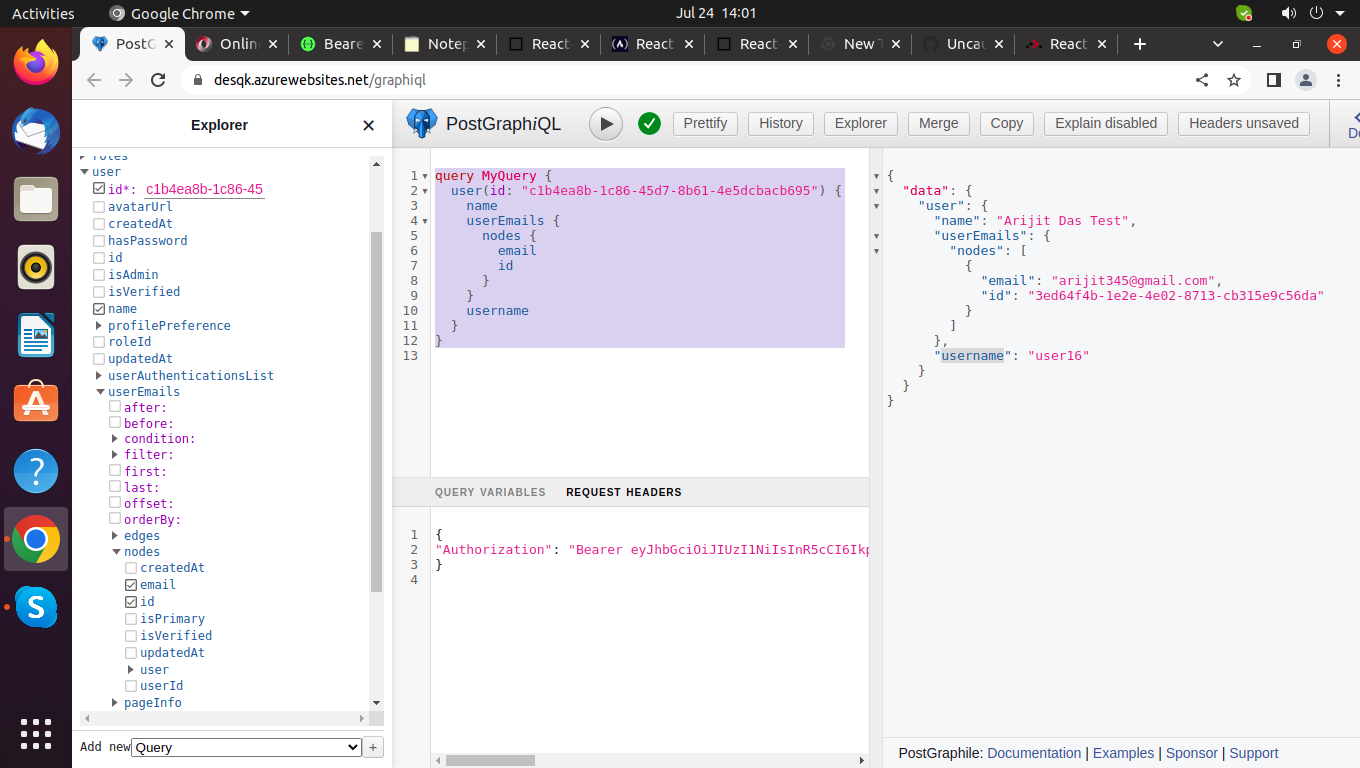 Activities
Google Chrome
Jul 24 14:01
PostG
Onlin
Beare
Notep
React-
React
React-
New T
Uncau
React
desqk.azurewebsites.net/graphiql
Explorer
roles
user
id*: c1b4ea8b-1c86-45
avatarUrl
createdAt
hasPassword
id
isAdmin
isVerified
name
profilePreference
roleId
updatedAt
userAuthenticationsList
userEmails
after:
before:
condition:
filter:
first:
last:
offset:
orderBy:
edges
nodes
createdAt
email
id
isPrimary
isVerified
updatedAt
user
userId
pageInfo
Add new Query +
PostGraphiQL
Prettify
History
Explorer
Merge
Copy
Explain disabled
Headers unsaved
< Do
1 query MyQuery {
2 user(id: "c1b4ea8b-1c86-45d7-8b61-4e5dcbacb695") {
3 name
4 userEmails {
5 nodes {
6 email
7 id
8 }
9 }
10 username
11 }
12 }
13
QUERY VARIABLES REQUEST HEADERS
1 {
2 "Authorization": "Bearer eyJhbGciOiJIUzI1NiIsInR5cCI6Ikp
3 }
4
{
"data": {
"user": {
"name": "Arijit Das Test",
"userEmails": {
"nodes": [
{
"email": "arijit345@gmail.com",
"id": "3ed64f4b-1e2e-4e02-8713-cb315e9c56da"
}
]
},
"username": "user16"
}
}
}
PostGraphile: Documentation | Examples | Sponsor | Support